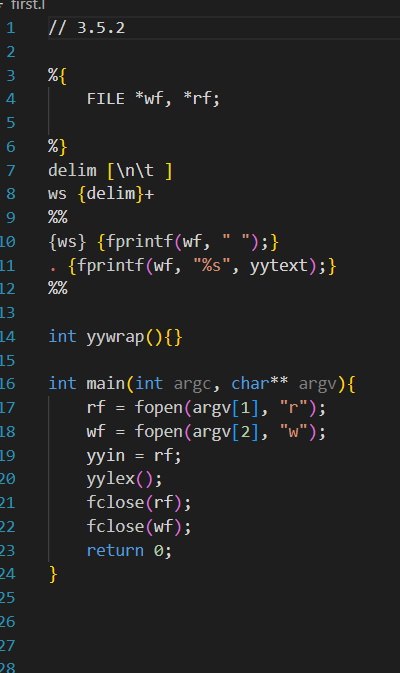 first.l
1 // 3.5.2
2
3 %{
4 FILE *wf, *rf;
5
6 %}
7 delim [\n\t ]
8 ws {delim}+
9 %%
10 {ws} {fprintf(wf, " ");}
11 . {fprintf(wf, "%s", yytext);}
12 %%
13
14 int yywrap(){}
15
16 int main(int argc, char** argv){
17 rf = fopen(argv[1], "r");
18 wf = fopen(argv[2], "w");
19 yyin = rf;
20 yylex();
21 fclose(rf);
22 fclose(wf);
23 return 0;
24 }
25
26
27
28